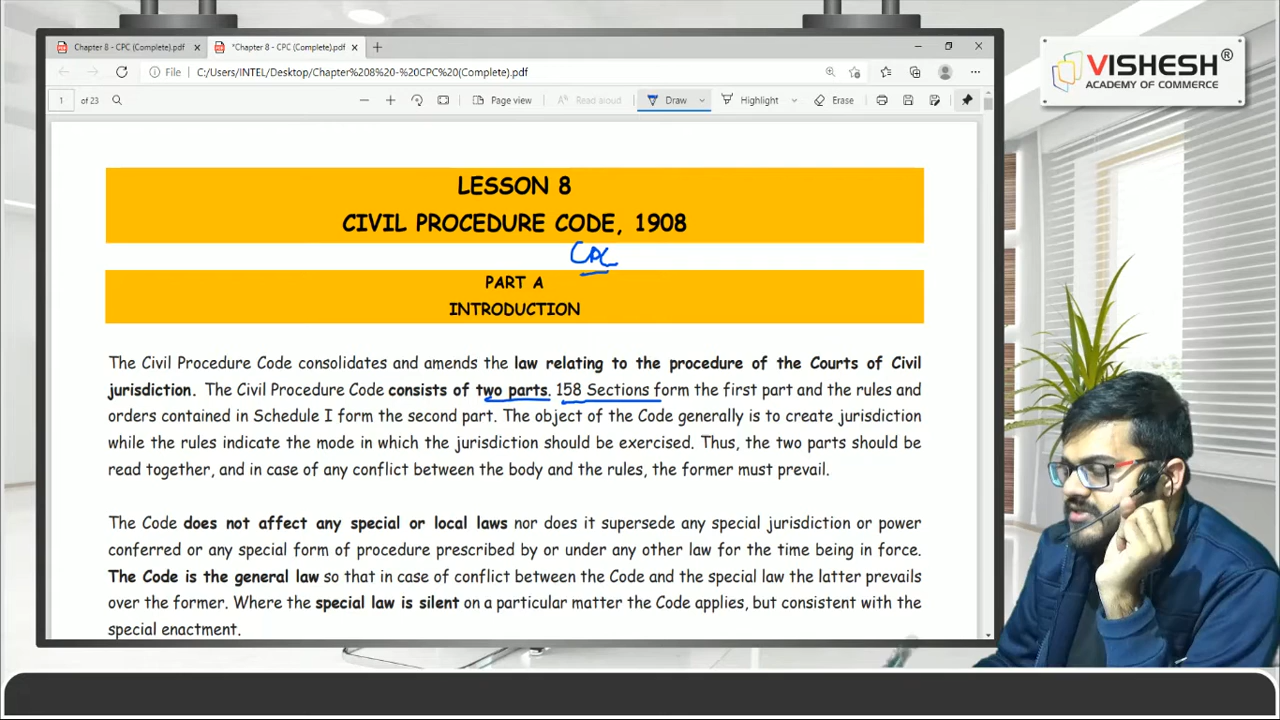 Chapter 8 - CPC (Complete).pdf
*Chapter 8 - CPC (Complete).pdf
File
C:/Users/INTEL/Desktop/Chapter%208%20-%20CPC%20(Complete).pdf
1 of 23
Page view
Read aloud
Draw
Highlight
Erase
VISHESH®
ACADEMY OF COMMERCE
LESSON 8
CIVIL PROCEDURE CODE, 1908
CPC
PART A
INTRODUCTION
The Civil Procedure Code consolidates and amends the law relating to the procedure of the Courts of Civil
jurisdiction. The Civil Procedure Code consists of two parts. 158 Sections form the first part and the rules and
orders contained in Schedule I form the second part. The object of the Code generally is to create jurisdiction
while the rules indicate the mode in which the jurisdiction should be exercised. Thus, the two parts should be
read together, and in case of any conflict between the body and the rules, the former must prevail.
The Code does not affect any special or local laws nor does it supersede any special jurisdiction or power
conferred or any special form of procedure prescribed by or under any other law for the time being in force.
The Code is the general law so that in case of conflict between the Code and the special law the latter prevails
over the former. Where the special law is silent on a particular matter the Code applies, but consistent with the
special enactment.